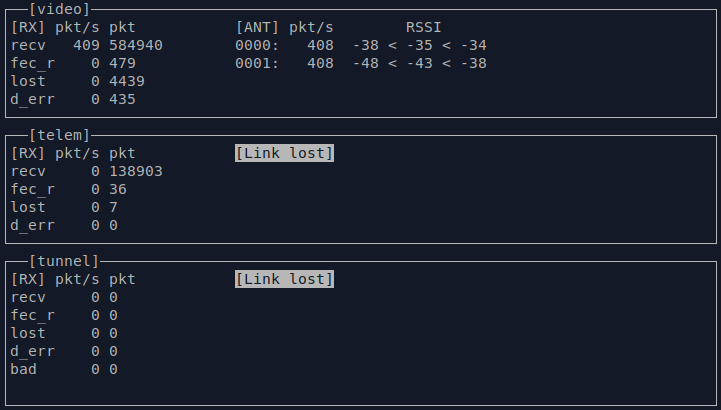 [video]
[RX] pkt/s pkt [ANT] pkt/s RSSI
recv 409 584940 0000: 408 -38 < -35 < -34
fec_r 0 479 0001: 408 -48 < -43 < -38
lost 0 4439
d_err 0 435
[telem]
[RX] pkt/s pkt [Link lost]
recv 0 138903
fec_r 0 36
lost 0 7
d_err 0 0
[tunnel]
[RX] pkt/s pkt [Link lost]
recv 0 0
fec_r 0 0
lost 0 0
d_err 0 0
bad 0 0